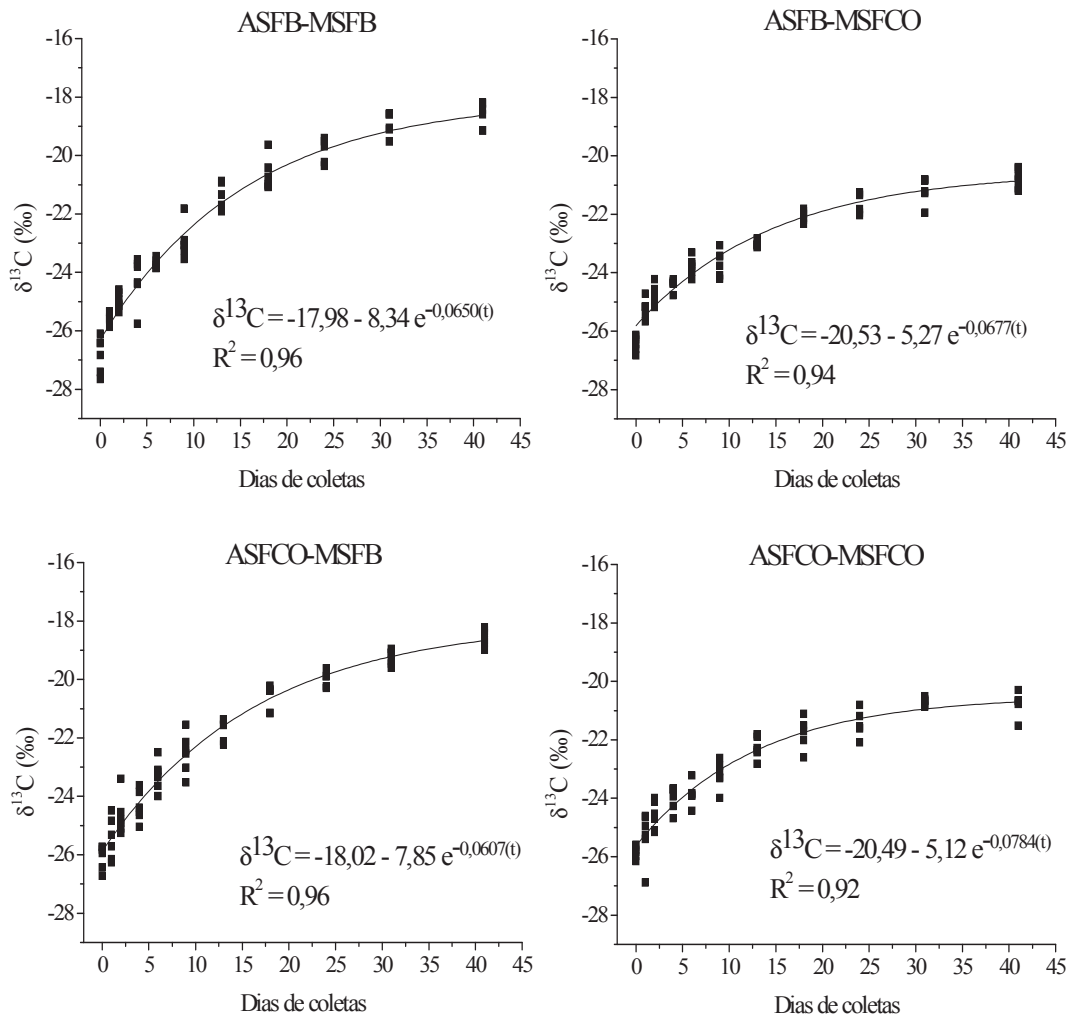 ASFB-MSFB
-16
-18
-20
-22
-24
-26
-28
δ¹³C (‰)
δ¹³C = -17,98 - 8,34 e⁻⁰,⁰⁶⁵⁰⁽ᵗ⁾
R² = 0,96
0 5 10 15 20 25 30 35 40 45
Dias de coletas
ASFB-MSFCO
-16
-18
-20
-22
-24
-26
-28
δ¹³C (‰)
δ¹³C = -20,53 - 5,27 e⁻⁰,⁰⁶⁷⁷⁽ᵗ⁾
R² = 0,94
0 5 10 15 20 25 30 35 40 45
Dias de coletas
ASFCO-MSFB
-16
-18
-20
-22
-24
-26
-28
δ¹³C (‰)
δ¹³C = -18,02 - 7,85 e⁻⁰,⁰⁶⁰⁷⁽ᵗ⁾
R² = 0,96
0 5 10 15 20 25 30 35 40 45
Dias de coletas
ASFCO-MSFCO
-16
-18
-20
-22
-24
-26
-28
δ¹³C (‰)
δ¹³C = -20,49 - 5,12 e⁻⁰,⁰⁷⁸⁴⁽ᵗ⁾
R² = 0,92
0 5 10 15 20 25 30 35 40 45
Dias de coletas